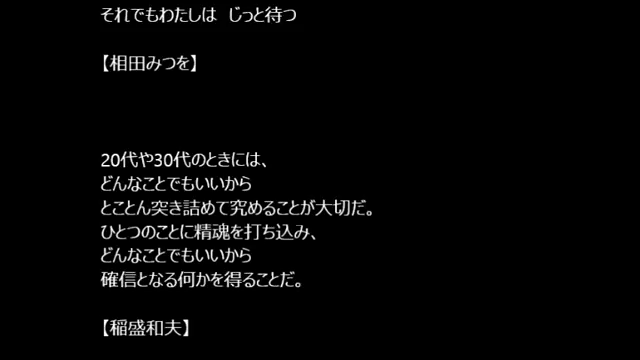 それでもわたしは　じっと待つ
【相田みつを】
20代や30代のときには、
どんなことでもいいから
とことん突き詰めて究めることが大切だ。
ひとつのことに精魂を打ち込み、
どんなことでもいいから
確信となる何かを得ることだ。
【稲盛和夫】